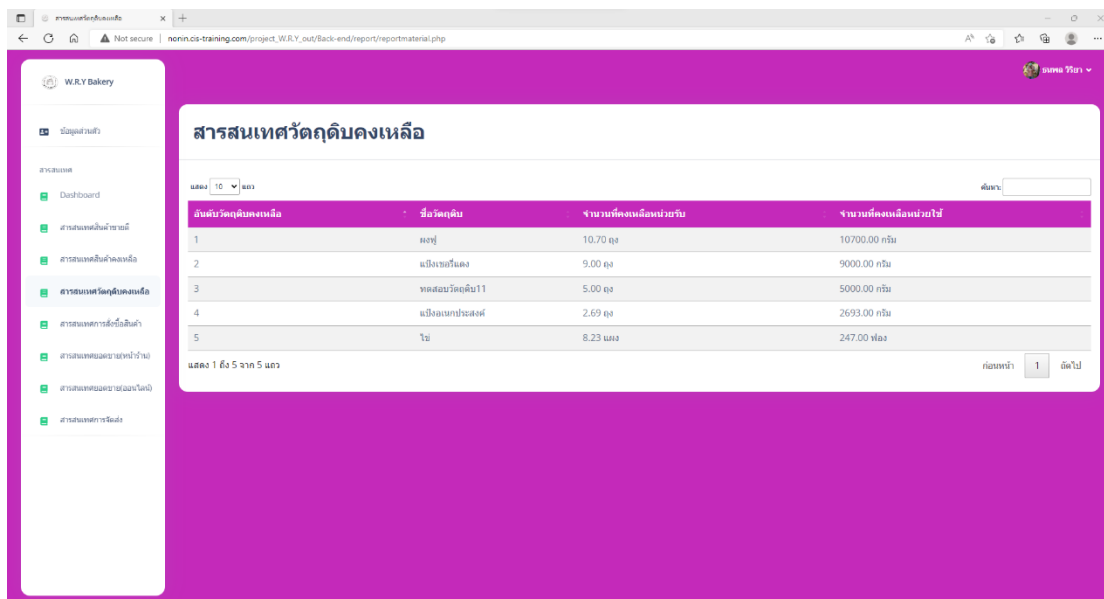 สารสนเทศวัตถุดิบคงเหลือ
Not secure | nonin.cis-training.com/project_W.R.Y_out/Back-end/report/reportmaterial.php
W.R.Y Bakery
ธนพล วิริยา
ข้อมูลส่วนตัว
สารสนเทศ
Dashboard
สารสนเทศสินค้าขายดี
สารสนเทศสินค้าคงเหลือ
สารสนเทศวัตถุดิบคงเหลือ
สารสนเทศการสั่งซื้อสินค้า
สารสนเทศยอดขาย(หน้าร้าน)
สารสนเทศยอดขาย(ออนไลน์)
สารสนเทศการจัดส่ง
สารสนเทศวัตถุดิบคงเหลือ
แสดง 10 แถว ค้นหา:
อันดับวัตถุดิบคงเหลือ ชื่อวัตถุดิบ จำนวนที่คงเหลือหน่วยรับ จำนวนที่คงเหลือหน่วยใช้
1 ผงฟู 10.70 ถุง 10700.00 กรัม
2 แป้งเชอรี่แดง 9.00 ถุง 9000.00 กรัม
3 ทดสอบวัตถุดิบ11 5.00 ถุง 5000.00 กรัม
4 แป้งอเนกประสงค์ 2.69 ถุง 2693.00 กรัม
5 ไข่ 8.23 แผง 247.00 ฟอง
แสดง 1 ถึง 5 จาก 5 แถว ก่อนหน้า 1 ถัดไป